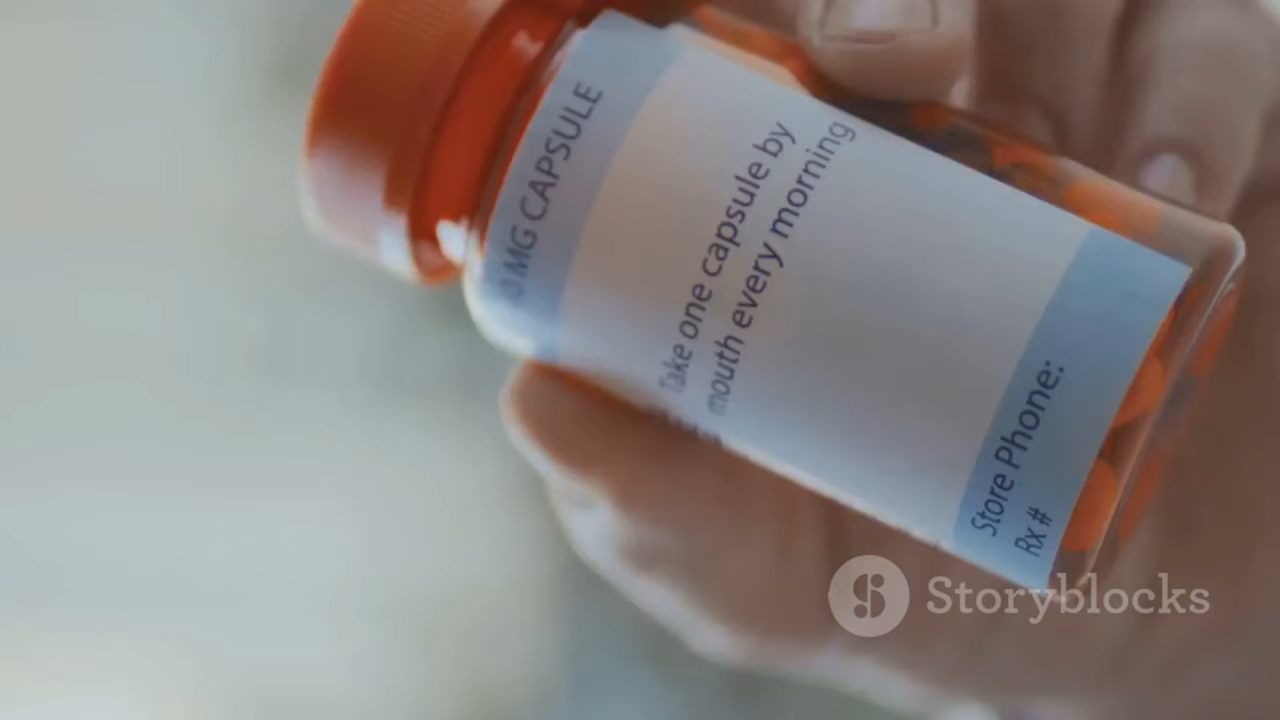 MG CAPSULE
Take one capsule by
mouth every morning
Store Phone:
Rx #
Storyblocks